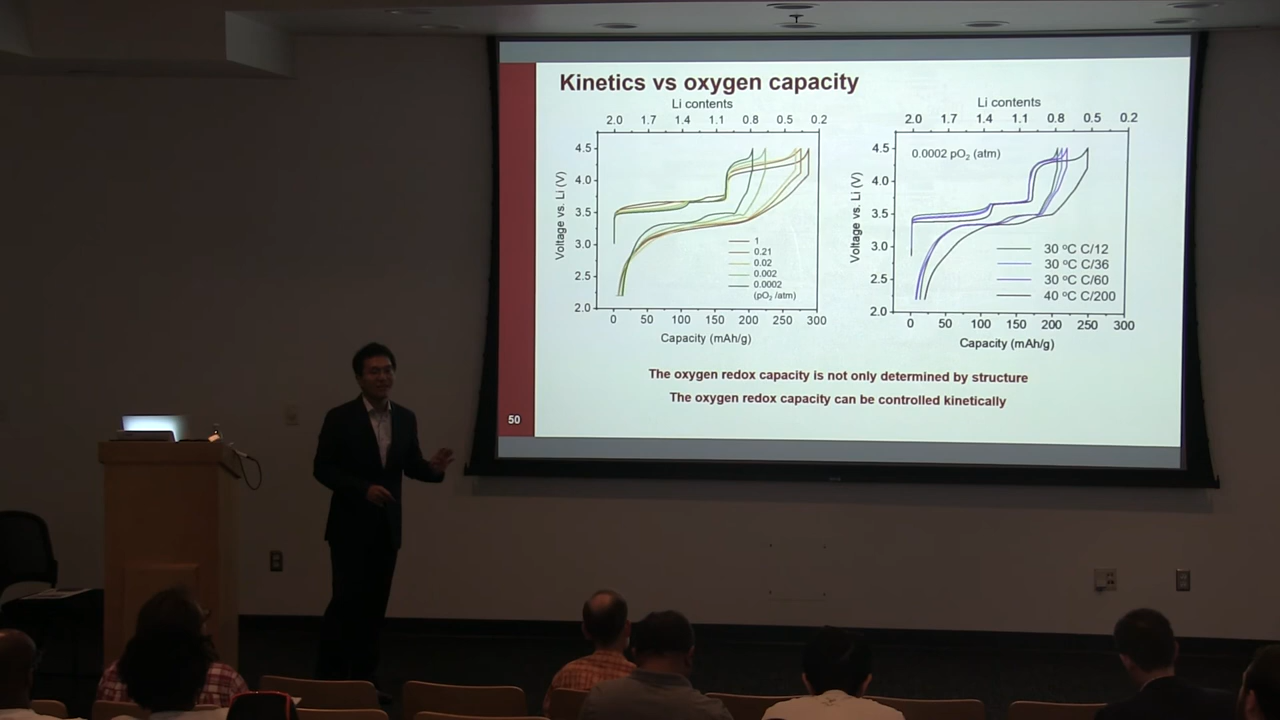 Kinetics vs oxygen capacity
Li contents
2.0 1.7 1.4 1.1 0.8 0.5 0.2
4.5
4.0
3.5
3.0
2.5
2.0
Voltage vs. Li (V)
1
0.21
0.02
0.002
0.0002
(pO₂ /atm)
0 50 100 150 200 250 300
Capacity (mAh/g)
Li contents
2.0 1.7 1.4 1.1 0.8 0.5 0.2
0.0002 pO₂ (atm)
4.5
4.0
3.5
3.0
2.5
2.0
Voltage vs. Li (V)
30 ºC C/12
30 ºC C/36
30 ºC C/60
40 ºC C/200
0 50 100 150 200 250 300
Capacity (mAh/g)
The oxygen redox capacity is not only determined by structure
The oxygen redox capacity can be controlled kinetically
50